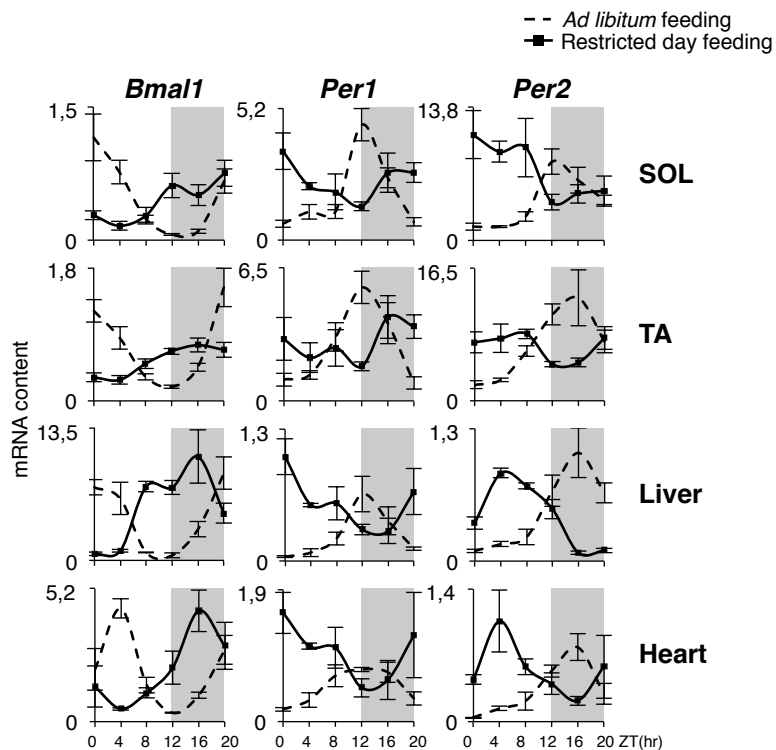 Ad libitum feeding
Restricted day feeding
Bmal1 Per1 Per2
1,5 5,2 13,8
SOL
0 0 0
1,8 6,5 16,5
TA
0 0 0
mRNA content
13,5 1,3 1,3
Liver
0 0 0
5,2 1,9 1,4
Heart
0 0 0
0 4 8 12 16 20 0 4 8 12 16 20 0 4 8 12 16 20 ZT(hr)